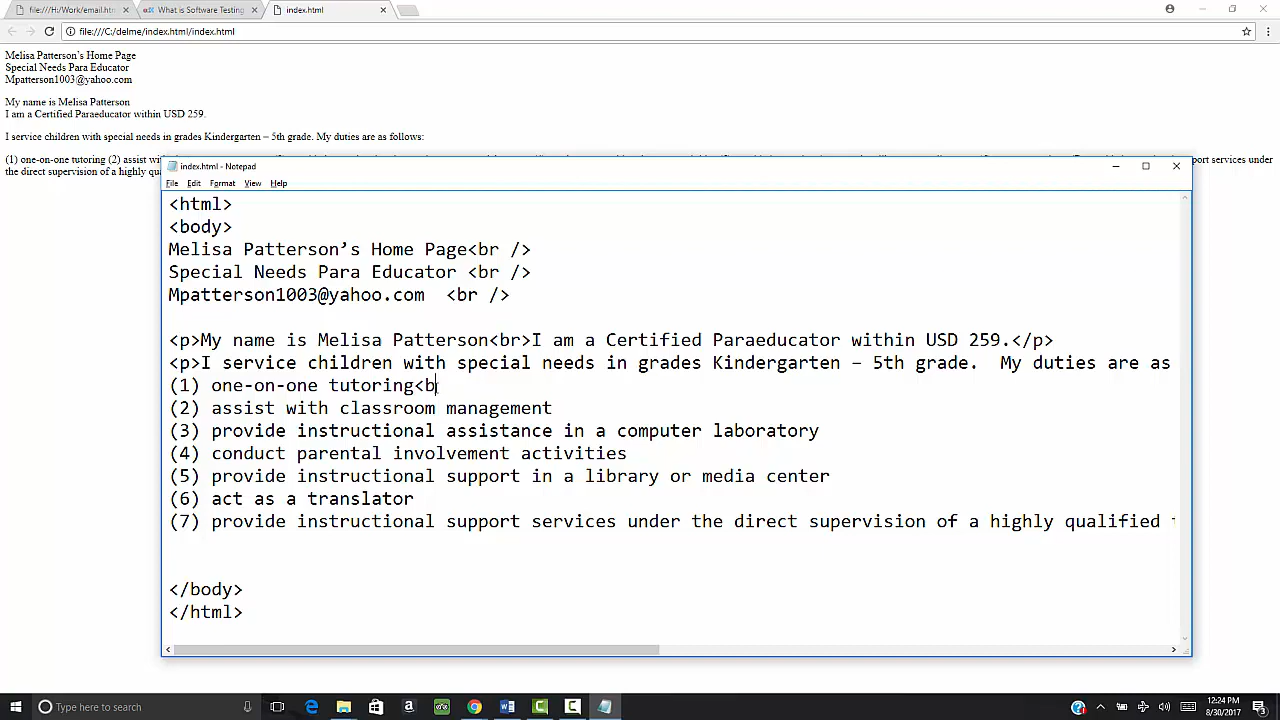 file:///H:/Work/email.htm
What is Software Testing
index.html
file:///C:/delme/index.html/index.html
Melisa Patterson's Home Page
Special Needs Para Educator
Mpatterson1003@yahoo.com
My name is Melisa Patterson
I am a Certified Paraeducator within USD 259.
I service children with special needs in grades Kindergarten – 5th grade. My duties are as follows:
(1) one-on-one tutoring (2) assist
port services under
the direct supervision of a highly
index.html - Notepad
File Edit Format View Help
<html>
<body>
Melisa Patterson’s Home Page<br />
Special Needs Para Educator <br />
Mpatterson1003@yahoo.com  <br />
<p>My name is Melisa Patterson<br>I am a Certified Paraeducator within USD 259.</p>
<p>I service children with special needs in grades Kindergarten – 5th grade.  My duties are as
(1) one-on-one tutoring<b
(2) assist with classroom management
(3) provide instructional assistance in a computer laboratory
(4) conduct parental involvement activities
(5) provide instructional support in a library or media center
(6) act as a translator
(7) provide instructional support services under the direct supervision of a highly qualified
</body>
</html>
Type here to search
12:24 PM
8/30/2017